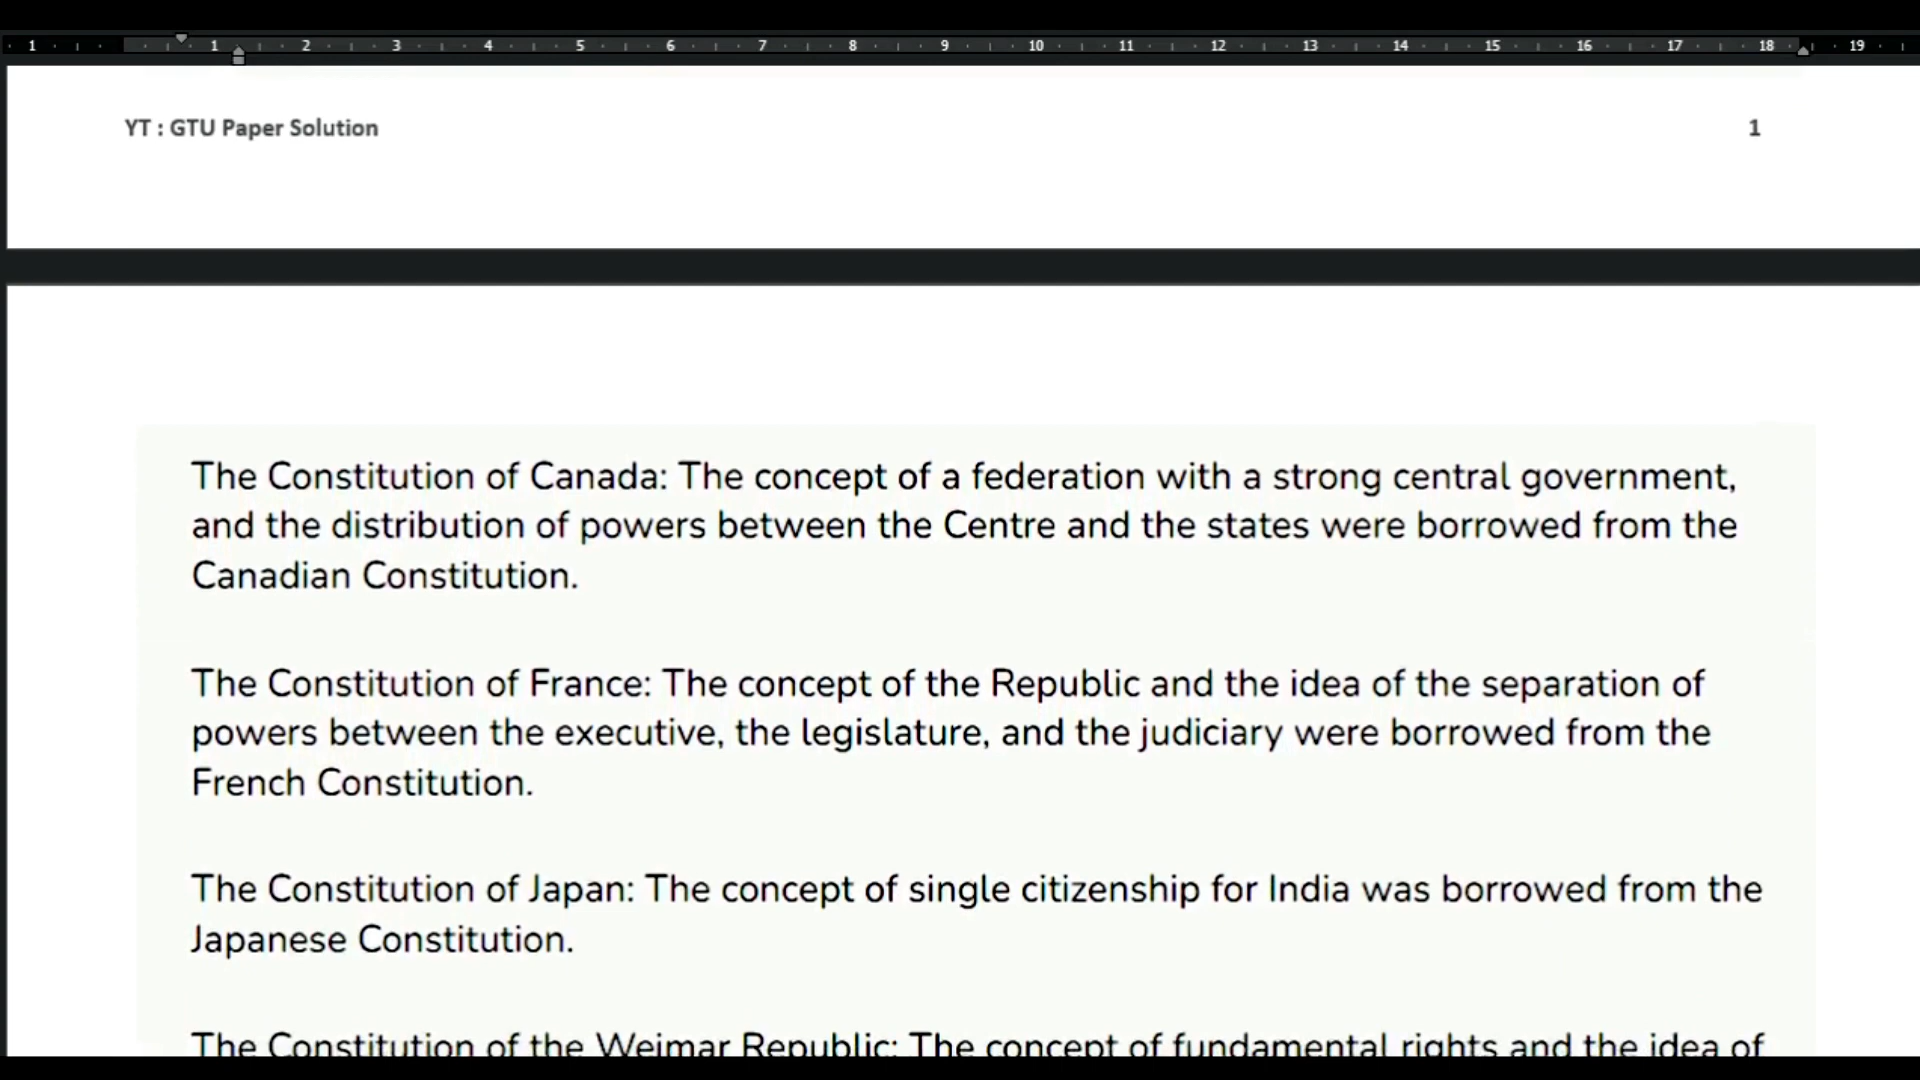 1 1 2 3 4 5 6 7 8 9 10 11 12 13 14 15 16 17 18 19
YT : GTU Paper Solution 1
The Constitution of Canada: The concept of a federation with a strong central government,
and the distribution of powers between the Centre and the states were borrowed from the
Canadian Constitution.
The Constitution of France: The concept of the Republic and the idea of the separation of
powers between the executive, the legislature, and the judiciary were borrowed from the
French Constitution.
The Constitution of Japan: The concept of single citizenship for India was borrowed from the
Japanese Constitution.
The Constitution of the Weimar Republic: The concept of fundamental rights and the idea of